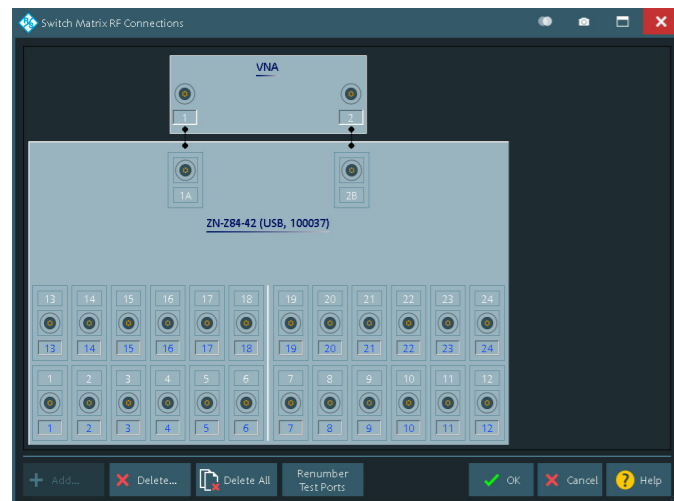 Switch Matrix RF Connections
VNA
1 2
1A 2B
ZN-Z84-42 (USB, 100037)
13 14 15 16 17 18 19 20 21 22 23 24
13 14 15 16 17 18 19 20 21 22 23 24
1 2 3 4 5 6 7 8 9 10 11 12
1 2 3 4 5 6 7 8 9 10 11 12
Add... Delete... Delete All Renumber Test Ports OK Cancel Help